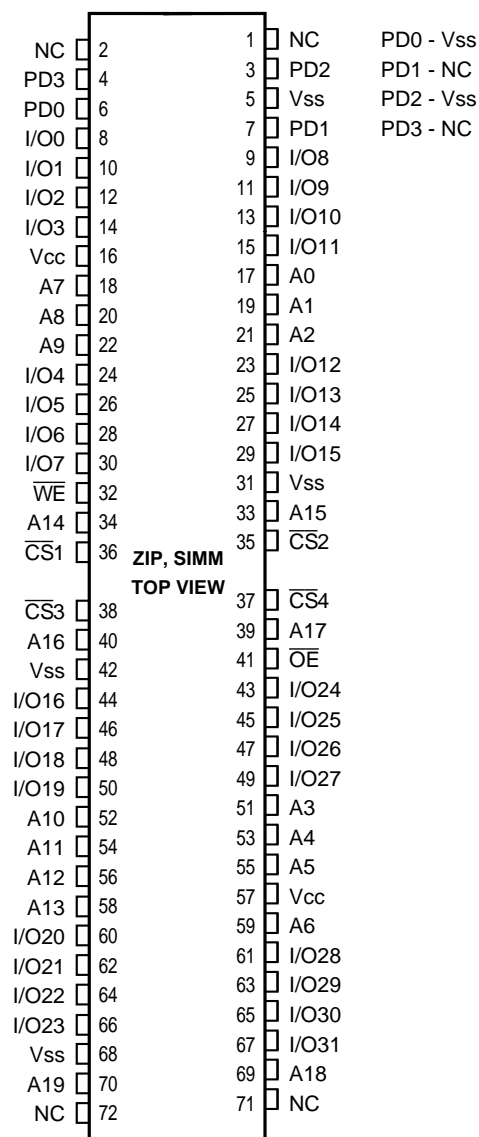 1 NC PD0 - Vss
NC 2
3 PD2 PD1 - NC
PD3 4
5 Vss PD2 - Vss
PD0 6
7 PD1 PD3 - NC
I/O0 8
9 I/O8
I/O1 10
11 I/O9
I/O2 12
13 I/O10
I/O3 14
15 I/O11
Vcc 16
17 A0
A7 18
19 A1
A8 20
21 A2
A9 22
23 I/O12
I/O4 24
25 I/O13
I/O5 26
27 I/O14
I/O6 28
29 I/O15
I/O7 30
31 Vss
W̅E̅ 32
33 A15
A14 34
35 C̅S̅2
C̅S̅1 36
ZIP, SIMM
TOP VIEW
37 C̅S̅4
C̅S̅3 38
39 A17
A16 40
41 O̅E̅
Vss 42
43 I/O24
I/O16 44
45 I/O25
I/O17 46
47 I/O26
I/O18 48
49 I/O27
I/O19 50
51 A3
A10 52
53 A4
A11 54
55 A5
A12 56
57 Vcc
A13 58
59 A6
I/O20 60
61 I/O28
I/O21 62
63 I/O29
I/O22 64
65 I/O30
I/O23 66
67 I/O31
Vss 68
69 A18
A19 70
71 NC
NC 72